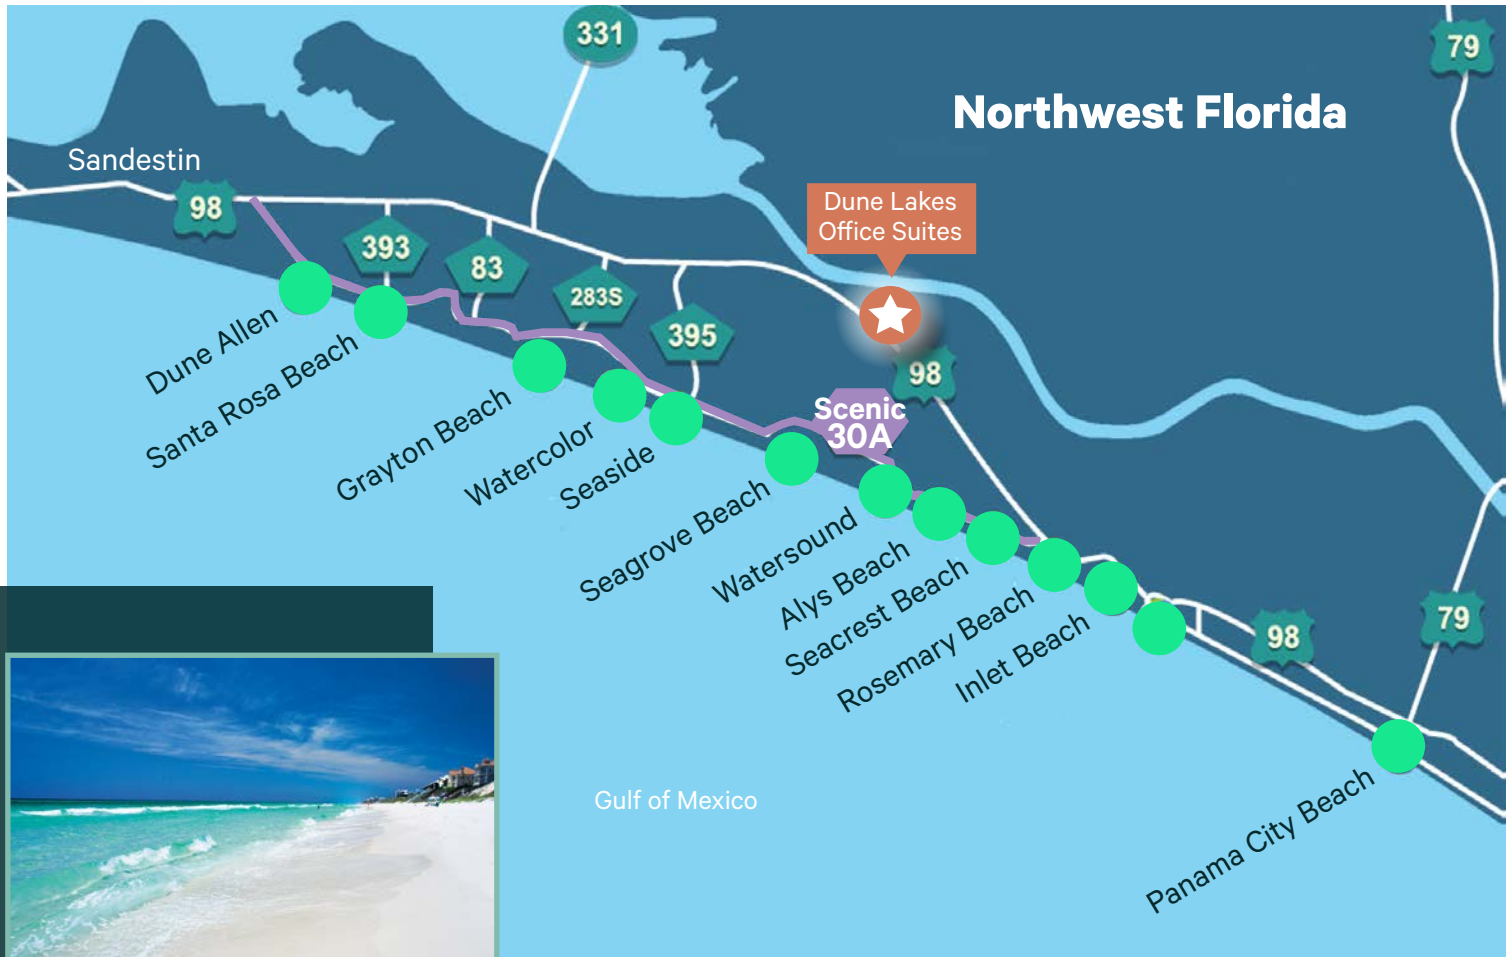 331
79
Northwest Florida
Sandestin
98
Dune Lakes
Office Suites
393
83
283S
395
98
Scenic
30A
Dune Allen
Santa Rosa Beach
Grayton Beach
Watercolor
Seaside
Seagrove Beach
Watersound
Alys Beach
Seacrest Beach
Rosemary Beach
Inlet Beach
98
79
Gulf of Mexico
Panama City Beach